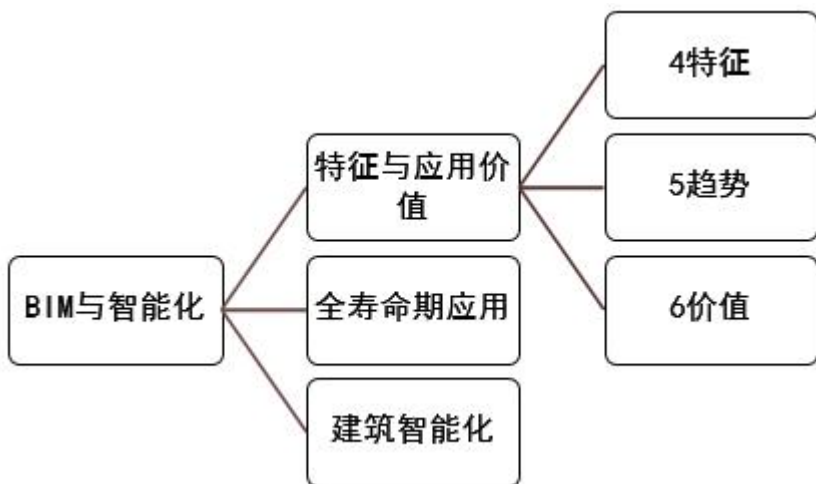 BIM与智能化
特征与应用价
值
全寿命期应用
建筑智能化
4特征
5趋势
6价值